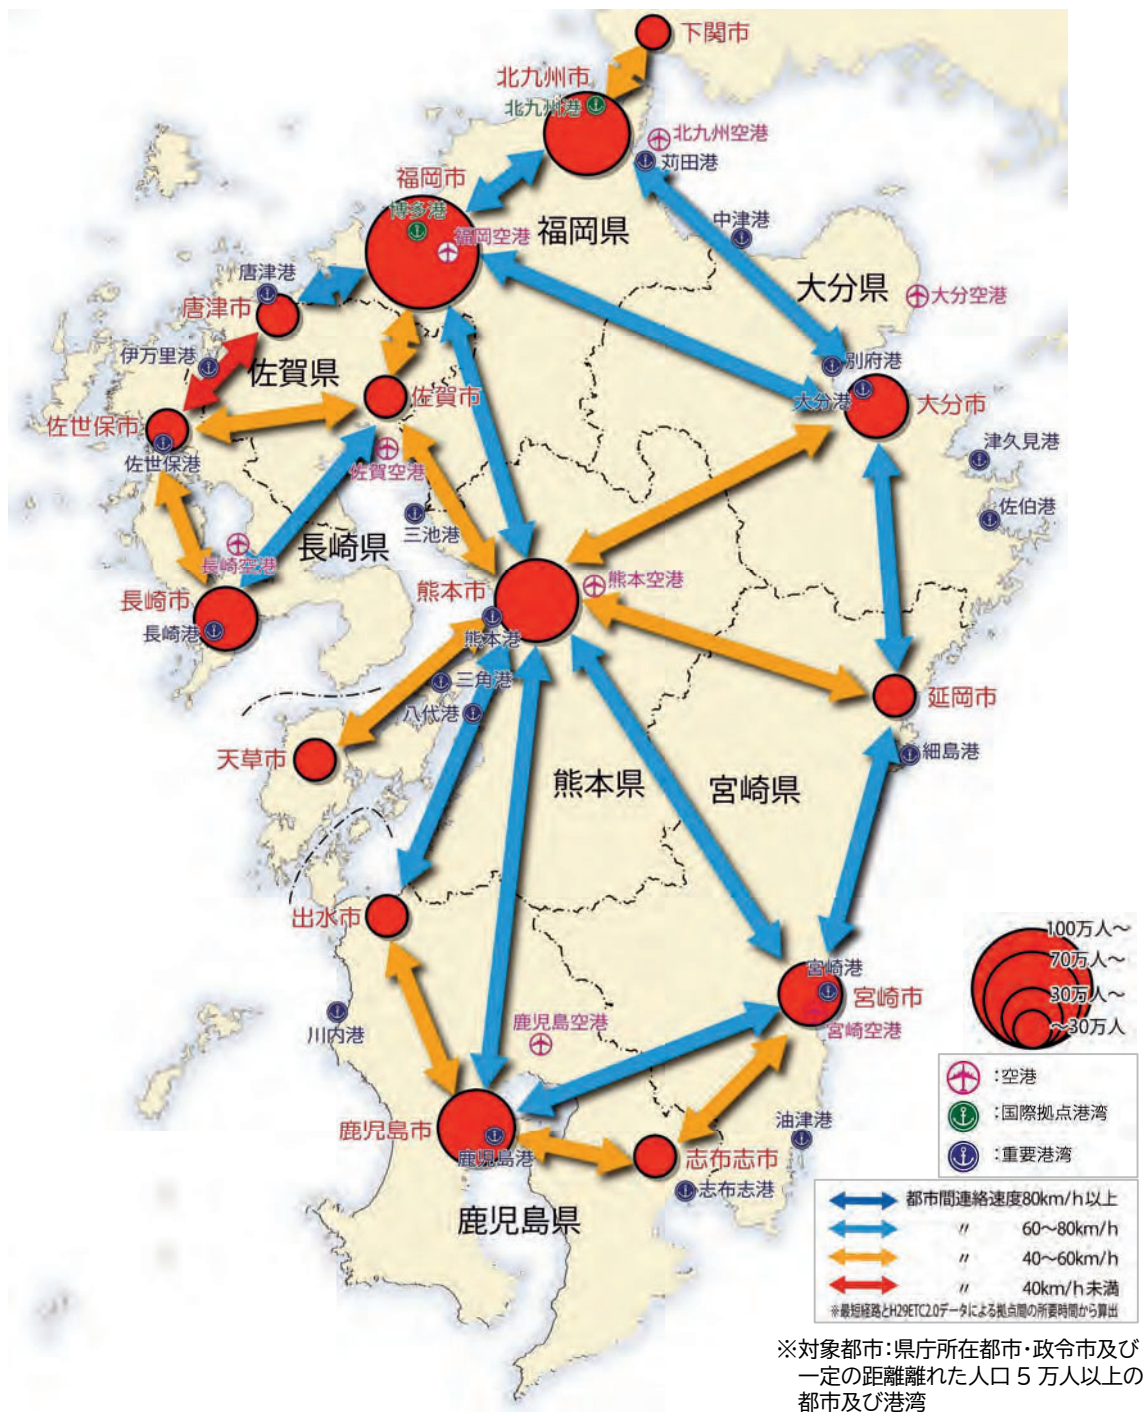 下関市
北九州市
北九州港
北九州空港
苅田港
福岡市
博多港
福岡空港
福岡県
中津港
唐津港
唐津市
大分県
大分空港
伊万里港
佐賀県
別府港
佐世保市
佐賀市
大分港
大分市
佐世保港
佐賀空港
津久見港
三池港
佐伯港
長崎県
長崎空港
長崎市
熊本市
熊本空港
長崎港
熊本港
三角港
八代港
延岡市
天草市
細島港
熊本県
宮崎県
出水市
宮崎港
宮崎市
宮崎空港
川内港
鹿児島空港
鹿児島市
鹿児島港
志布志市
油津港
志布志港
鹿児島県
100万人～
70万人～
30万人～
～30万人
:空港
:国際拠点港湾
:重要港湾
都市間連絡速度80km/h以上
〃 60～80km/h
〃 40～60km/h
〃 40km/h未満
※最短経路とH29ETC2.0データによる拠点間の所要時間から算出
※対象都市:県庁所在都市・政令市及び
一定の距離離れた人口5万人以上の
都市及び港湾